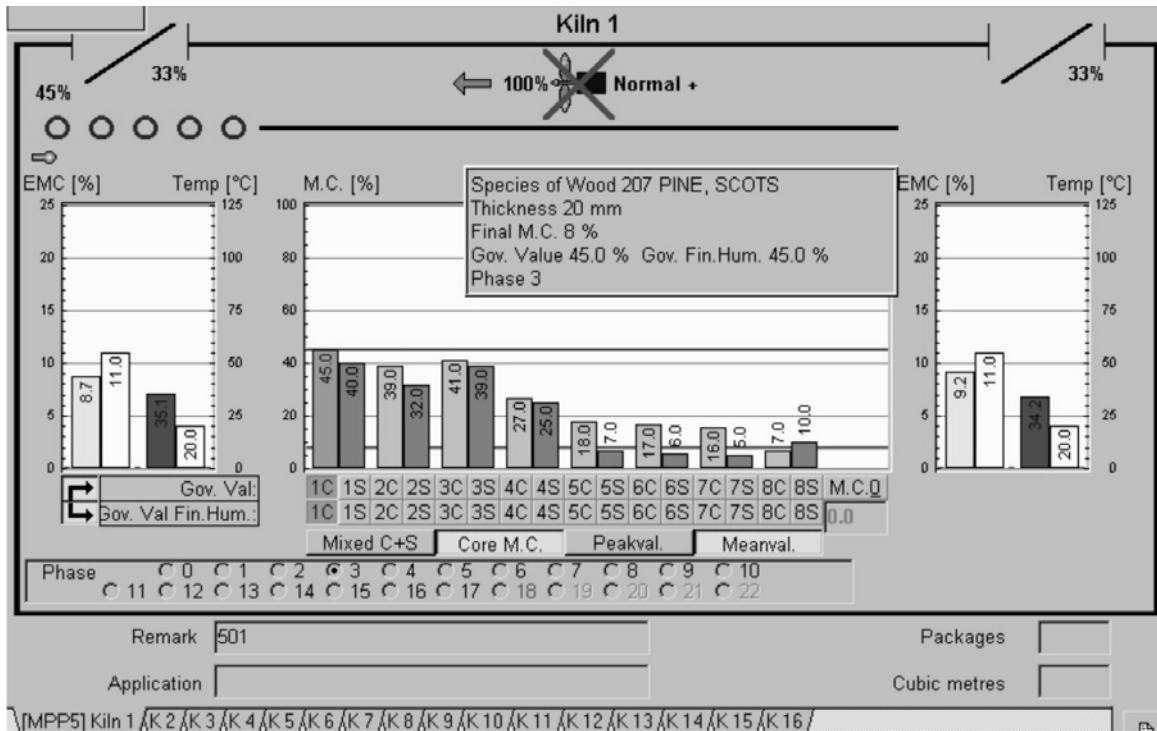 Kiln 1
45%
33%
100%
Normal +
33%
EMC [%] Temp [°C]
25 125
20 100
15 75
10 50
5 25
0 0
8.7 11.0 35.1 20.0
M.C. [%]
100
80
60
40
20
0
Species of Wood 207 PINE, SCOTS
Thickness 20 mm
Final M.C. 8 %
Gov. Value 45.0 % Gov. Fin.Hum. 45.0 %
Phase 3
45.0 40.0 39.0 32.0 41.0 39.0 27.0 25.0 18.0 7.0 17.0 6.0 16.0 5.0 7.0 10.0
EMC [%] Temp [°C]
25 125
20 100
15 75
10 50
5 25
0 0
9.2 11.0 34.2 20.0
Gov. Val: 1C 1S 2C 2S 3C 3S 4C 4S 5C 5S 6C 6S 7C 7S 8C 8S M.C.0
Gov. Val Fin.Hum.: 1C 1S 2C 2S 3C 3S 4C 4S 5C 5S 6C 6S 7C 7S 8C 8S 0.0
Mixed C+S Core M.C. Peakval. Meanval.
Phase 0 1 2 3 4 5 6 7 8 9 10
11 12 13 14 15 16 17 18 19 20 21 22
Remark 501 Packages
Application Cubic metres
[MPP5] Kiln 1 K 2 K 3 K 4 K 5 K 6 K 7 K 8 K 9 K 10 K 11 K 12 K 13 K 14 K 15 K 16